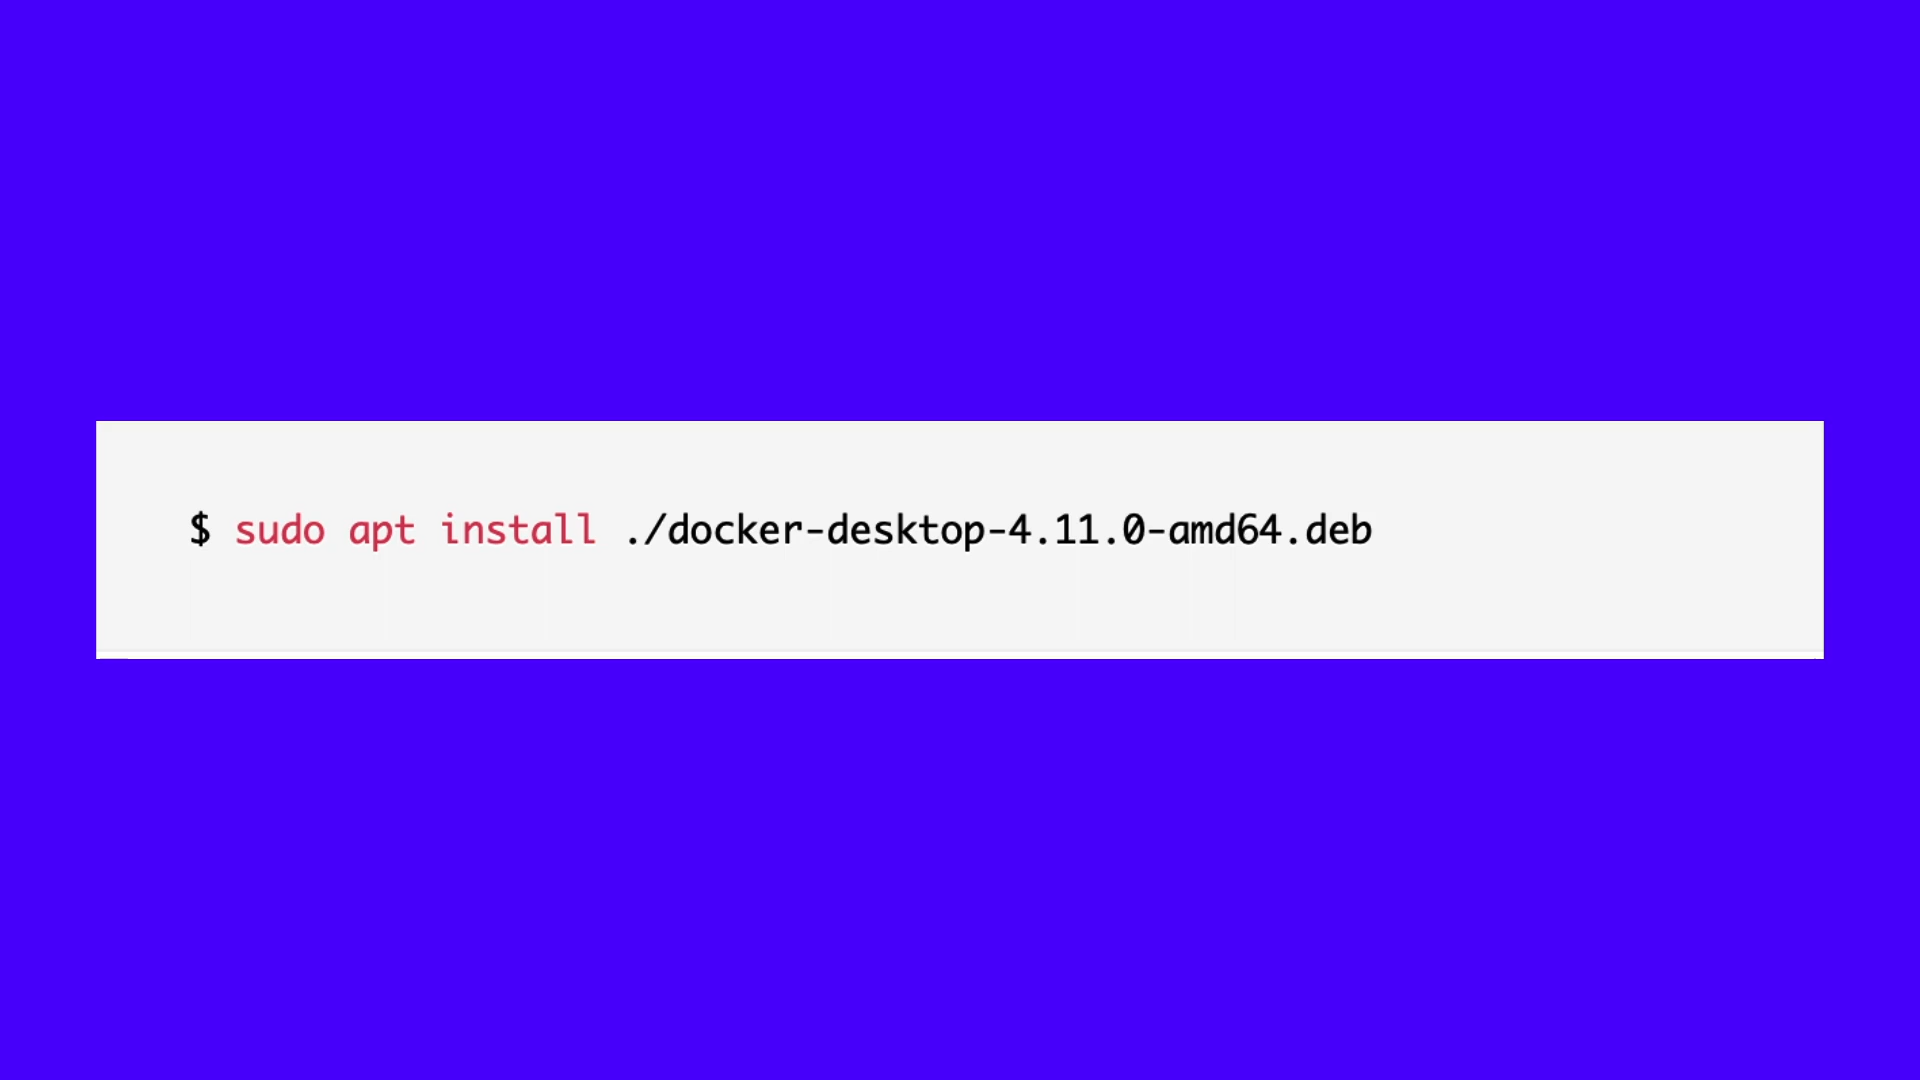 $ sudo apt install ./docker-desktop-4.11.0-amd64.deb